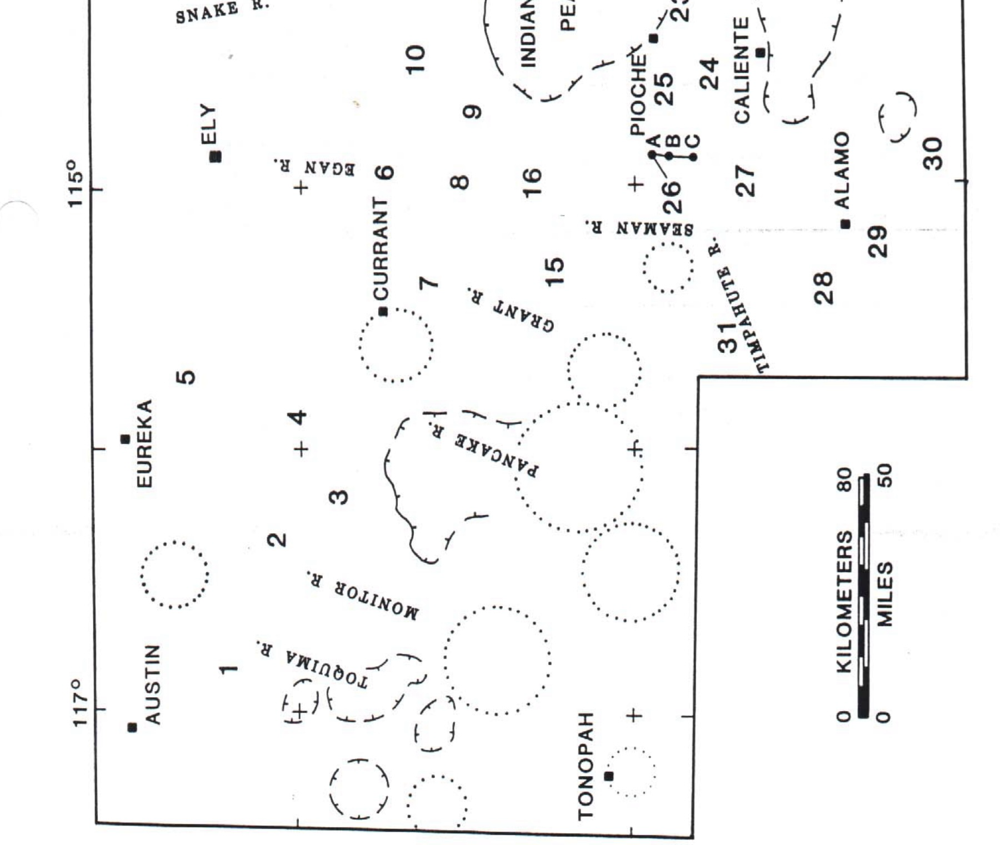 SNAKE R.
INDIAN
PEA
23
10
PIOCHE
25
24
CALIENTE
ELY
9
A
B
C
115°
EGAN R.
6
8
16
26
27
ALAMO
30
CURRANT
SEAMAN R.
29
7
15
TIMPAHUTE R.
28
GRANT R.
31
5
EUREKA
4
PANCAKE R.
3
2
MONITOR R.
AUSTIN
1
TOQUIMA R.
117°
TONOPAH
0 KILOMETERS 80
0 MILES 50